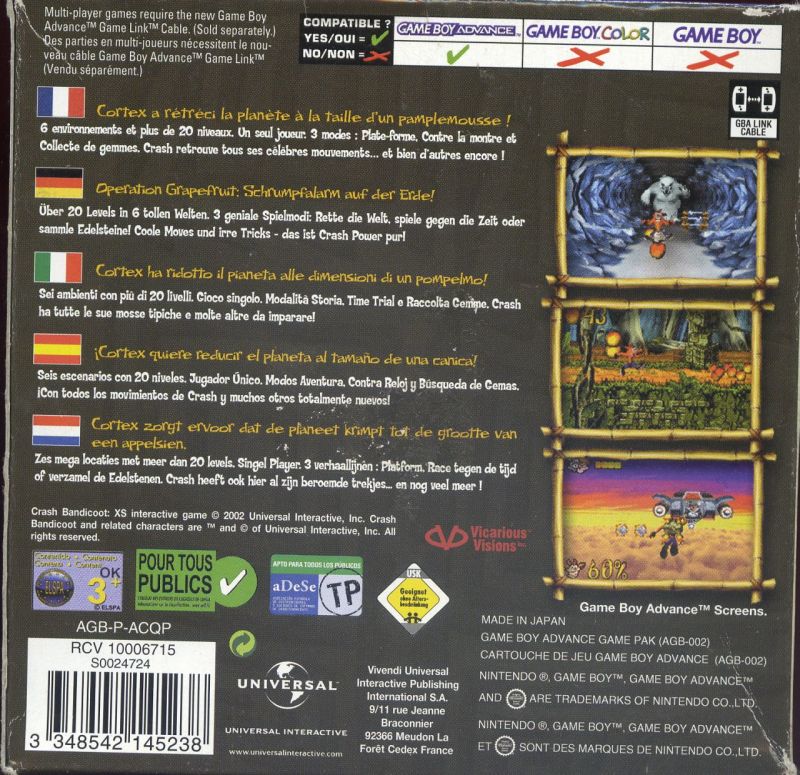 Multi-player games require the new Game Boy
Advance™ Game Link™ Cable. (Sold separately.)
Des parties en multi-joueurs nécessitent le nou-
veau câble Game Boy Advance™ Game Link™
(Vendu séparément.)
COMPATIBLE ?
YES/OUI = ✓
NO/NON = ✗
GAME BOY ADVANCE™
GAME BOY COLOR
GAME BOY™
GBA LINK
CABLE
Cortex a rétréci la planète à la taille d'un pamplemousse !
6 environnements et plus de 20 niveaux. Un seul joueur. 3 modes : Plate-forme, Contre la montre et
Collecte de gemmes. Crash retrouve tous ses célèbres mouvements... et bien d'autres encore !
Operation Grapefruit: Schrumpfalarm auf der Erde!
Über 20 Levels in 6 tollen Welten. 3 geniale Spielmodi: Rette die Welt, spiele gegen die Zeit oder
sammle Edelsteine! Coole Moves und irre Tricks - das ist Crash Power pur!
Cortex ha ridotto il pianeta alle dimensioni di un pompelmo!
Sei ambienti con più di 20 livelli. Gioco singolo. Modalità Storia. Time Trial e Raccolta Gemme. Crash
ha tutte le sue mosse tipiche e molte altre da imparare!
¡Cortex quiere reducir el planeta al tamaño de una canica!
Seis escenarios con 20 niveles. Jugador Único. Modos Aventura, Contra Reloj y Búsqueda de Gemas.
¡Con todos los movimientos de Crash y muchos otros totalmente nuevos!
Cortex zorgt ervoor dat de planeet krimpt tot de grootte van
een appelsien.
Zes mega locaties met meer dan 20 levels. Singel Player. 3 verhaallijnen : Platform, Race tegen de tijd
of verzamel de Edelstenen. Crash heeft ook hier al zijn beroemde trekjes... en nog veel meer !
43
60%
Crash Bandicoot: XS interactive game © 2002 Universal Interactive, Inc. Crash
Bandicoot and related characters are ™ and © of Universal Interactive, Inc. All
rights reserved.
Vicarious
Visions™ Inc.
Contenido • Contenuto
Contenu • Content
OK
3+
ELSPA
© ELSPA
POUR TOUS
PUBLICS
APTO PARA TODOS LOS PÚBLICOS
aDeSe
TP
USK
Geeignet
ohne Alters-
beschränkung
Game Boy Advance™ Screens.
AGB-P-ACQP
RCV 10006715
S0024724
3 348542 145238
UNIVERSAL
UNIVERSAL INTERACTIVE
www.universalinteractive.com
Vivendi Universal
Interactive Publishing
International S.A.
9/11 rue Jeanne
Braconnier
92366 Meudon La
Forêt Cedex France
MADE IN JAPAN
GAME BOY ADVANCE GAME PAK (AGB-002)
CARTOUCHE DE JEU GAME BOY ADVANCE (AGB-002)
NINTENDO ®, GAME BOY™, GAME BOY ADVANCE™
AND ARE TRADEMARKS OF NINTENDO CO.,LTD.
NINTENDO ®, GAME BOY™, GAME BOY ADVANCE™
ET SONT DES MARQUES DE NINTENDO CO.,LTD.